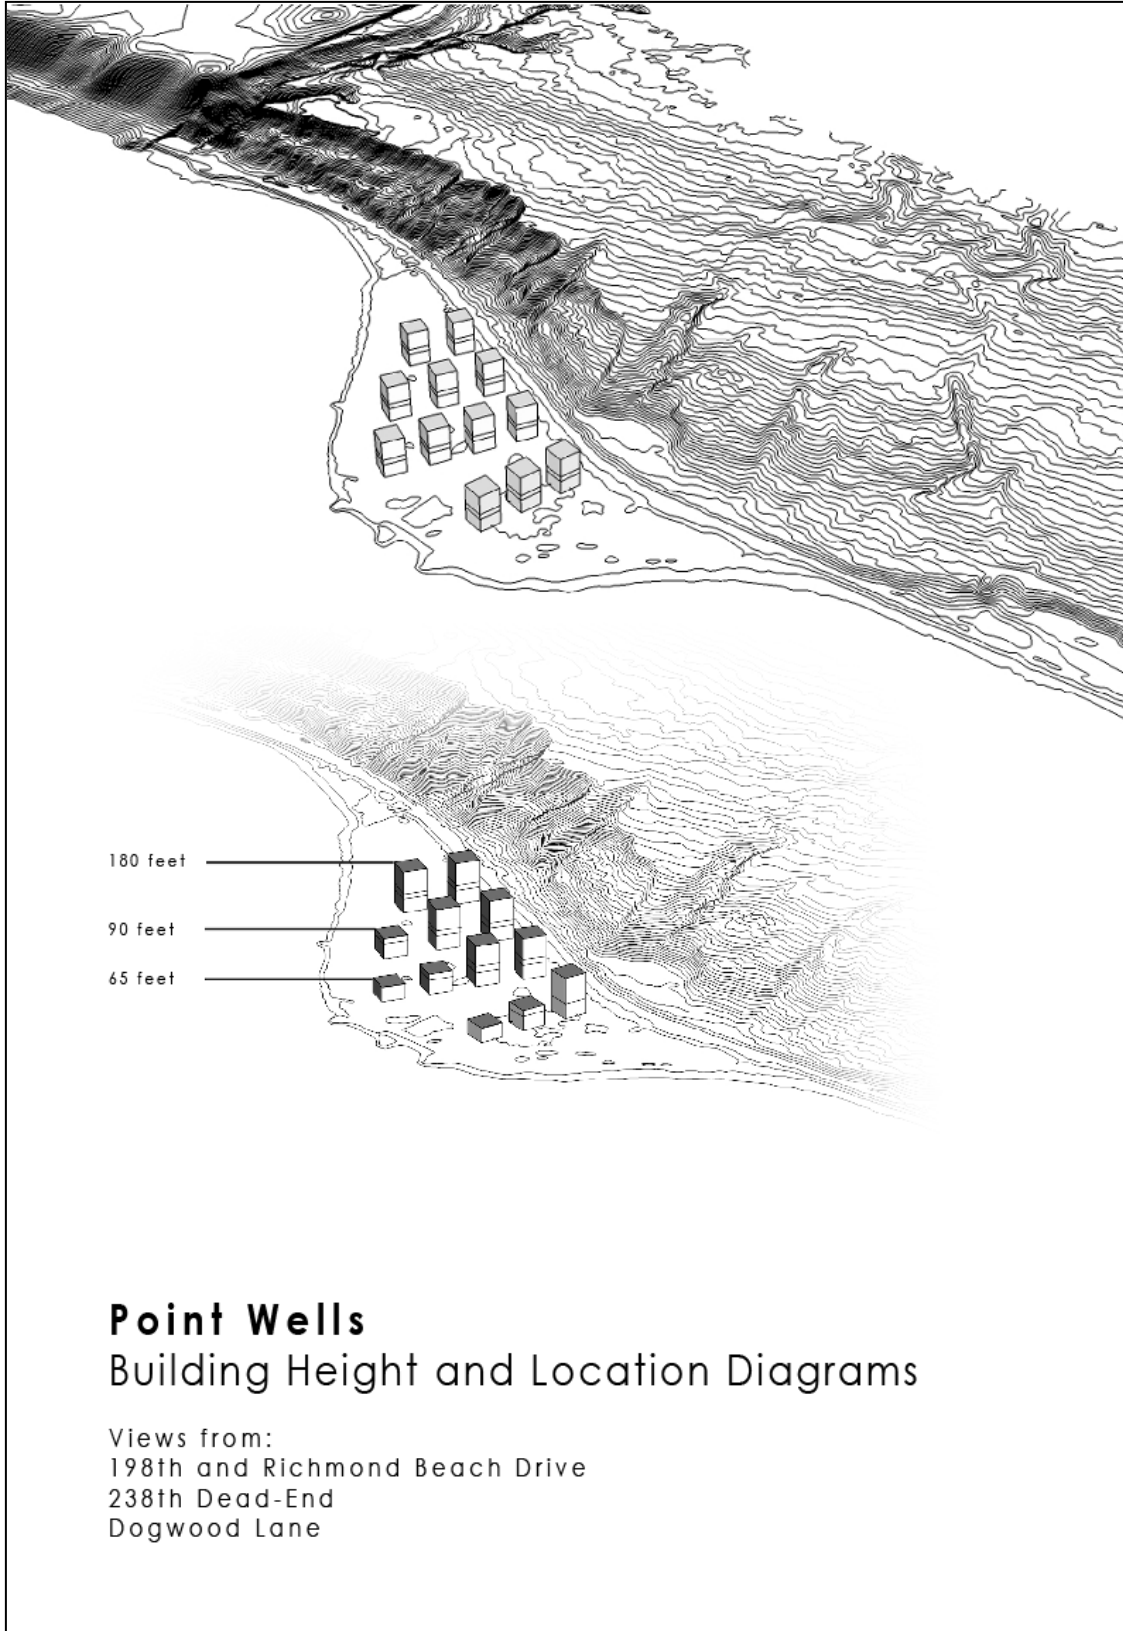 180 feet
90 feet
65 feet
Point Wells
Building Height and Location Diagrams
Views from:
198th and Richmond Beach Drive
238th Dead-End
Dogwood Lane